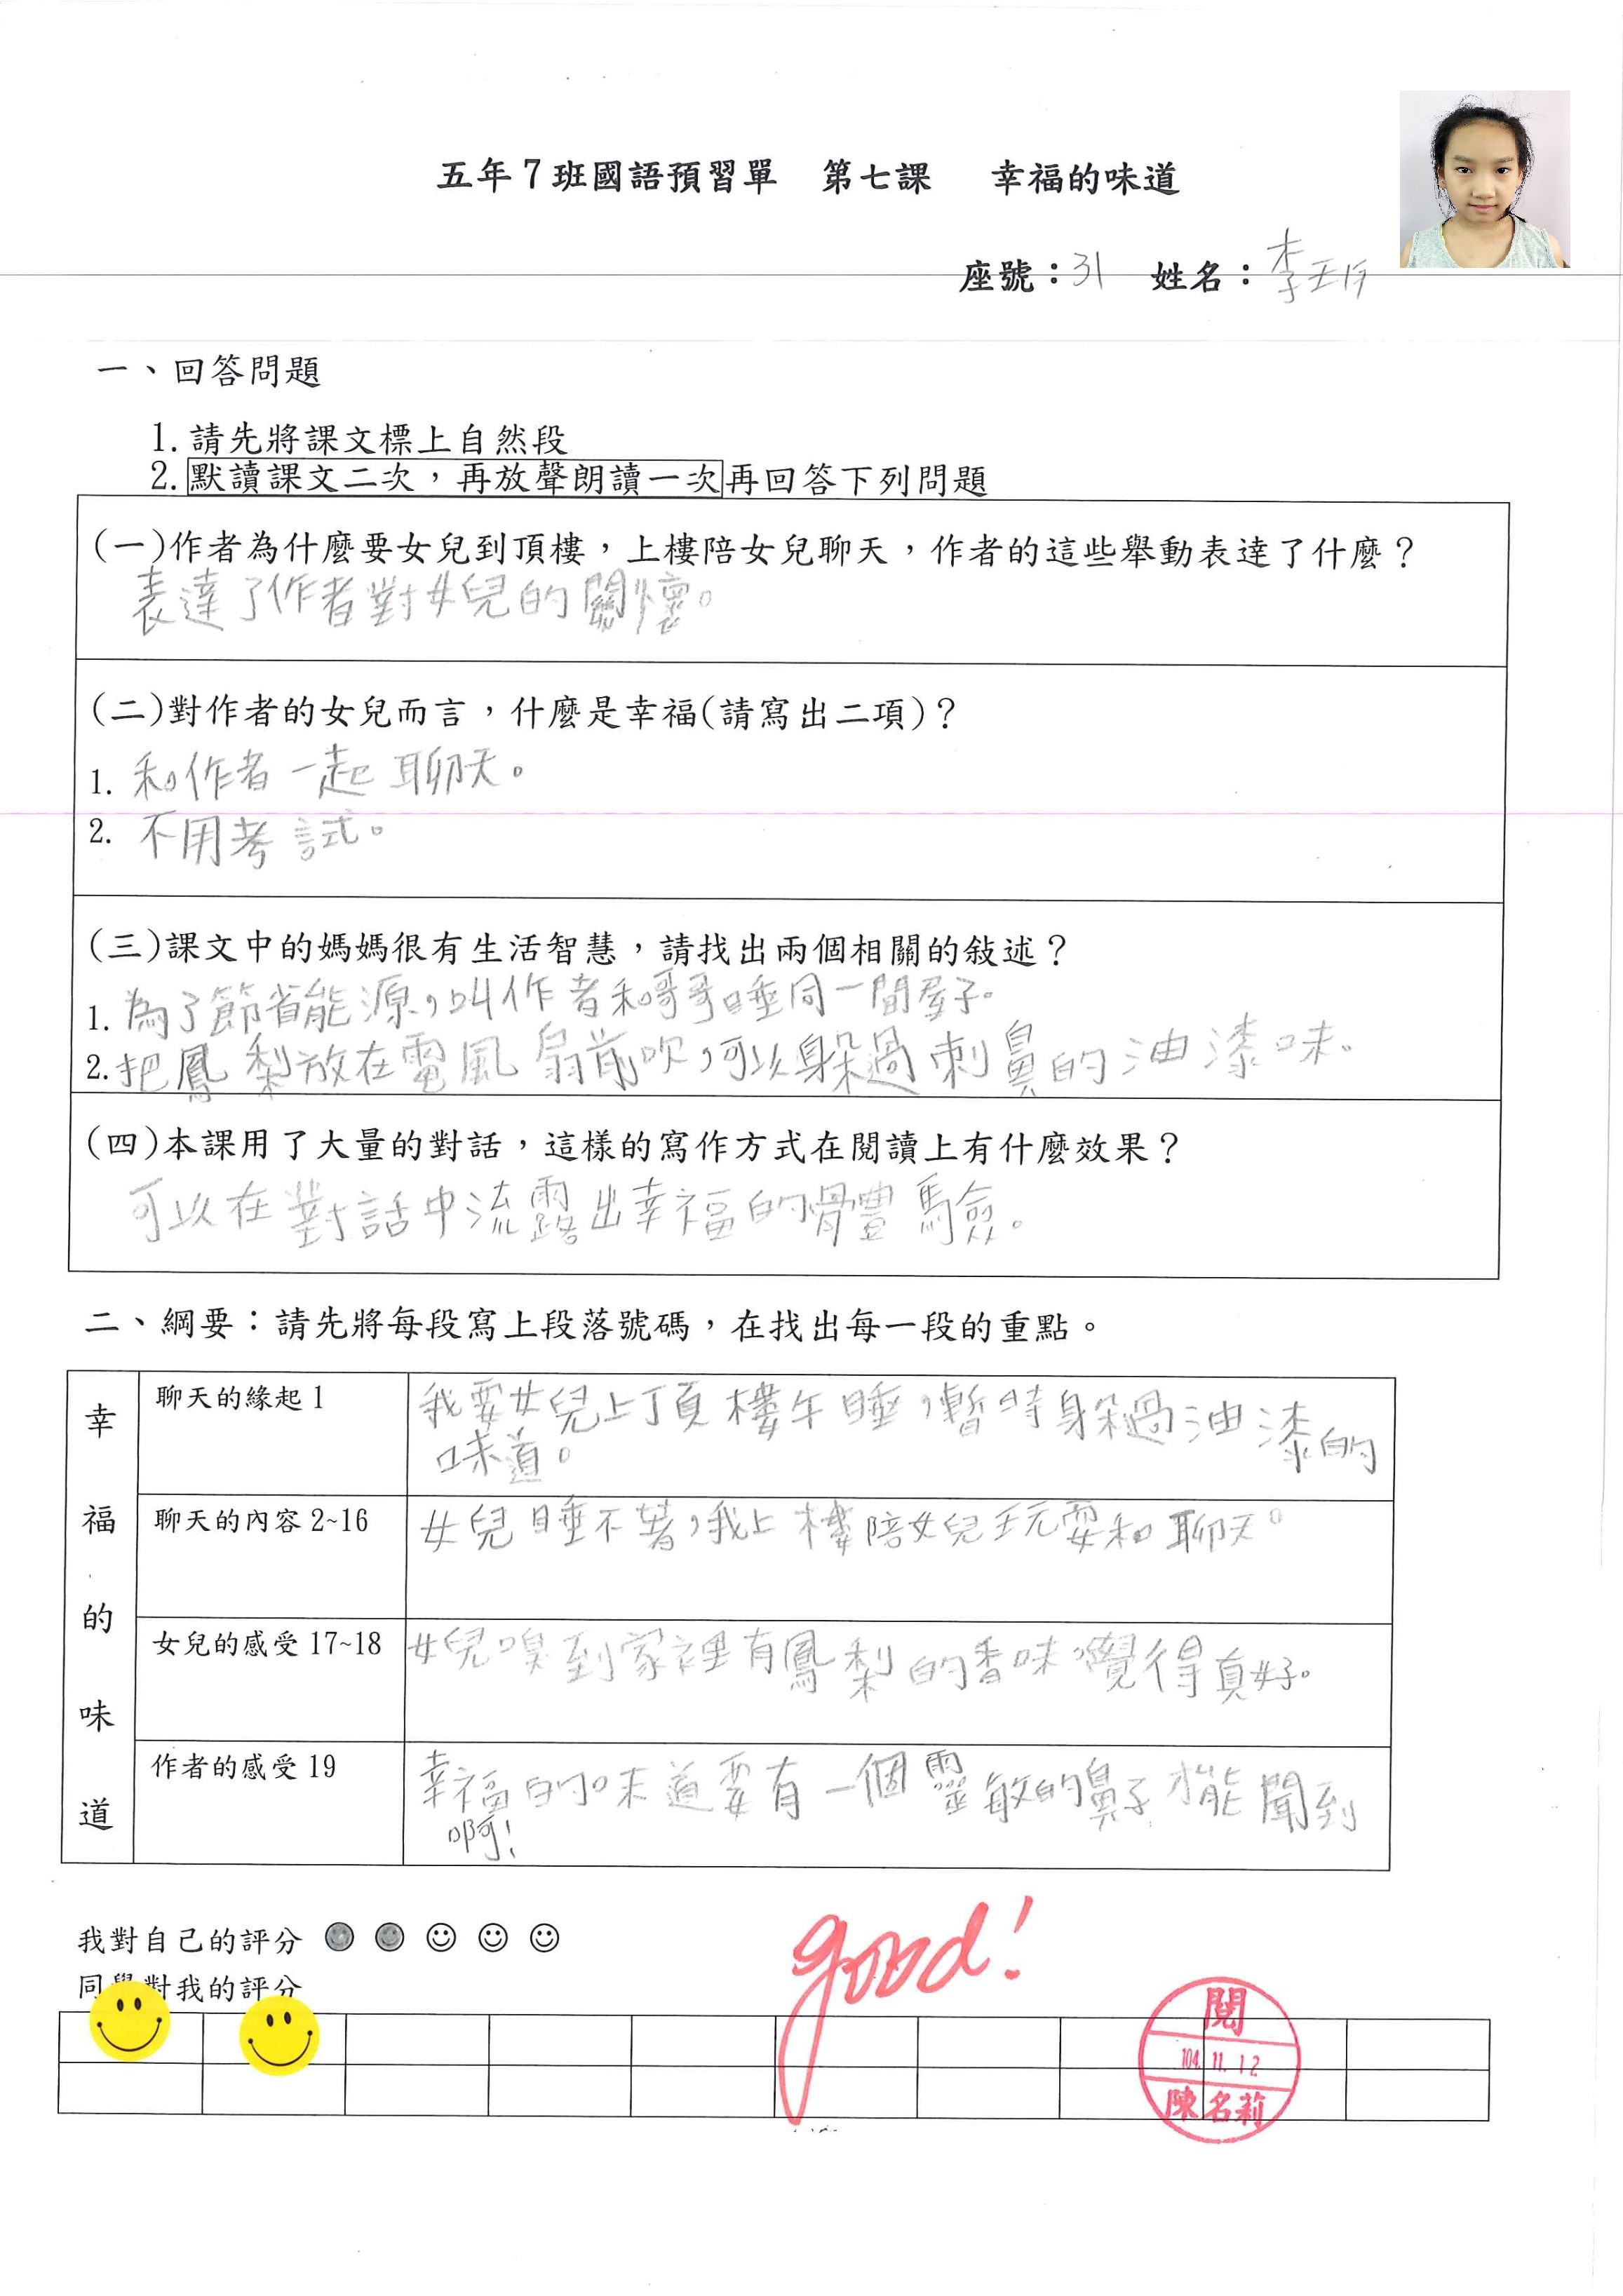 五年7班國語預習單 第七課 幸福的味道
座號：31 姓名：李玨伃
一、回答問題
1.請先將課文標上自然段
2.默讀課文二次，再放聲朗讀一次再回答下列問題
(一)作者為什麼要女兒到頂樓，上樓陪女兒聊天，作者的這些舉動表達了什麼？
表達了作者對女兒的關懷。
(二)對作者的女兒而言，什麼是幸福(請寫出二項)？
1. 和作者一起聊天。
2. 不用考試。
(三)課文中的媽媽很有生活智慧，請找出兩個相關的敍述？
1. 為了節省能源，叫作者和哥哥睡同一間房子。
2. 把鳳梨放在電風扇前吹，可以躲過刺鼻的油漆味。
(四)本課用了大量的對話，這樣的寫作方式在閱讀上有什麼效果？
可以在對話中流露出幸福的體驗。
二、綱要：請先將每段寫上段落號碼，在找出每一段的重點。
幸福的味道
聊天的緣起 1
我要女兒上頂樓午睡，暫時躲過油漆的
味道。
聊天的內容 2~16
女兒睡不著，我上樓陪女兒玩耍和聊天。
女兒的感受 17~18
女兒嗅到家裡有鳳梨的香味，覺得真好。
作者的感受 19
幸福的味道要有一個靈敏的鼻子才能聞到
啊！
我對自己的評分
同學對我的評分
good!
閱
104.11.12
陳名莉